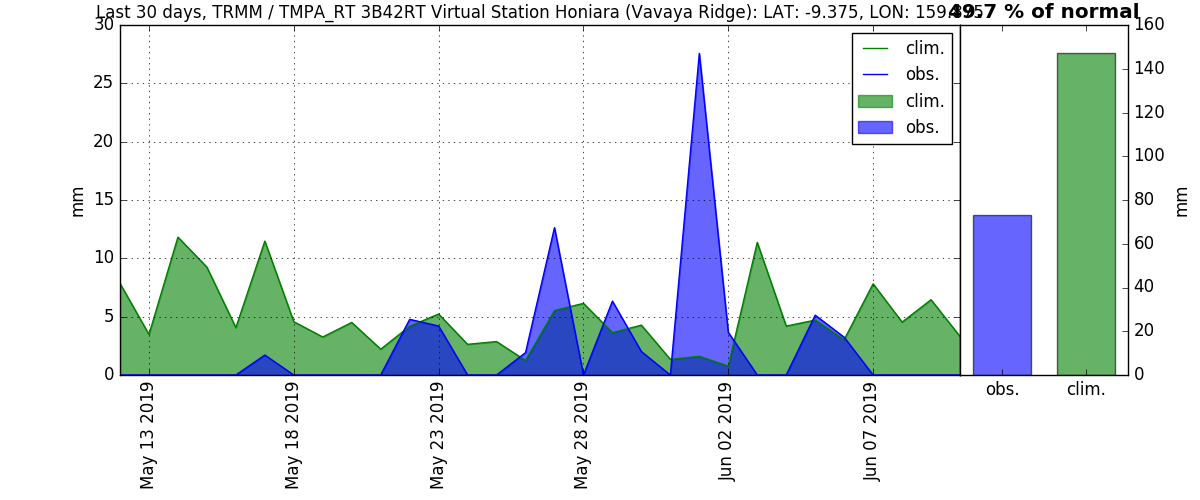 Last 30 days, TRMM / TMPA_RT 3B42RT Virtual Station Honiara (Vavaya Ridge): LAT: -9.375, LON:
49.7 % of normal
30
25
20
15
10
5
0
mm
clim.
obs.
clim.
obs.
160
140
120
100
80
60
40
20
0
mm
obs.
clim.
May 13 2019
May 18 2019
May 23 2019
May 28 2019
Jun 02 2019
Jun 07 2019